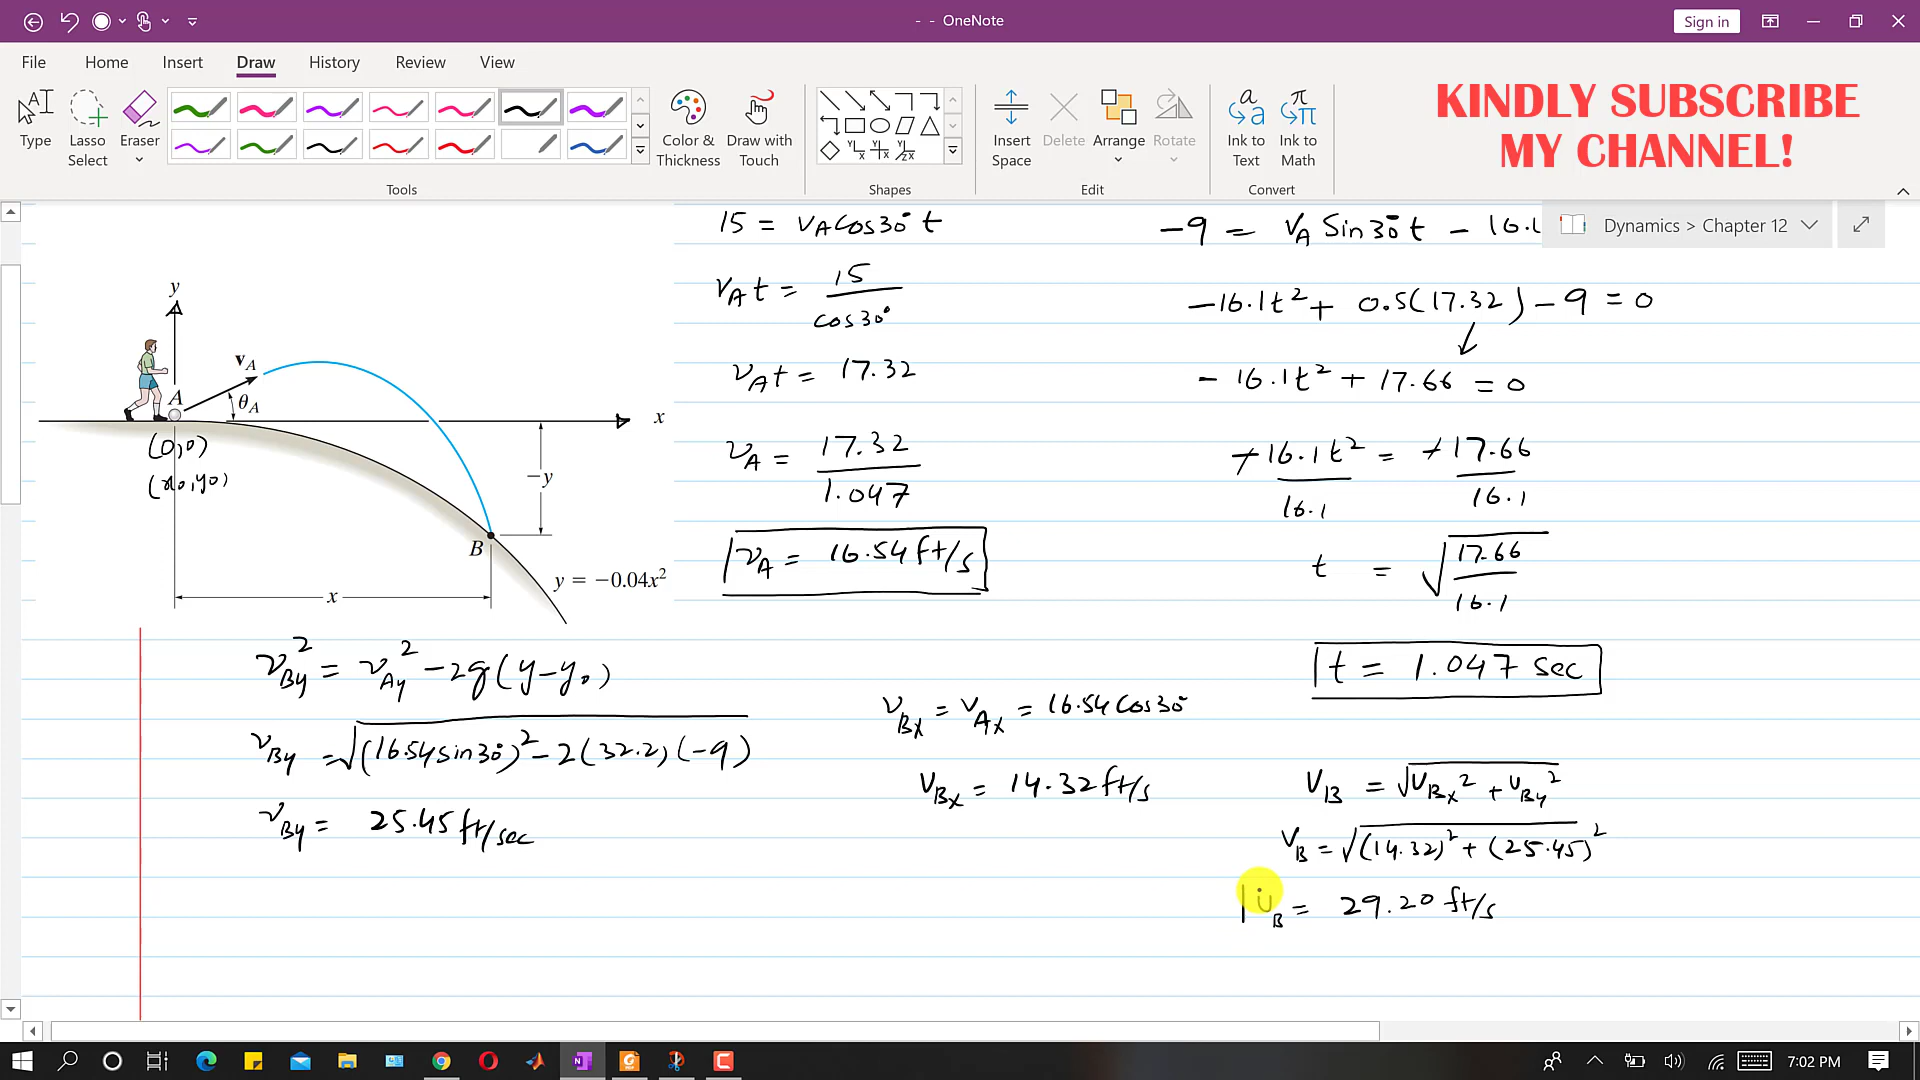 - - OneNote
Sign in
File Home Insert Draw History Review View
KINDLY SUBSCRIBE
MY CHANNEL!
Type
Lasso
Select
Eraser
Color &
Thickness
Draw with
Touch
Insert
Space
Delete
Arrange
Rotate
Ink to
Text
Ink to
Math
Tools
Shapes
Edit
Convert
Dynamics > Chapter 12
15 = vA cos30° t
vA t = 15/cos30°
vA t = 17.32
vA = 17.32/1.047
vA = 16.54 ft/s
-9 = vA Sin30° t - 16.1
-16.1t² + 0.5(17.32) - 9 = 0
-16.1t² + 17.66 = 0
+16.1t²/16.1 = +17.66/16.1
t = √(17.66/16.1)
t = 1.047 sec
y
vA
A
θA
x
(0,0)
(x0,y0)
-y
B
y = −0.04x²
x
vBy² = vAy² - 2g(y-y0)
vBy = √((16.54 sin30°)² - 2(32.2)(-9))
vBy = 25.45 ft/sec
vBx = vAx = 16.54 Cos30°
vBx = 14.32 ft/s
VB = √(vBx² + vBy²)
VB = √((14.32)² + (25.45)²)
vB = 29.20 ft/s
7:02 PM